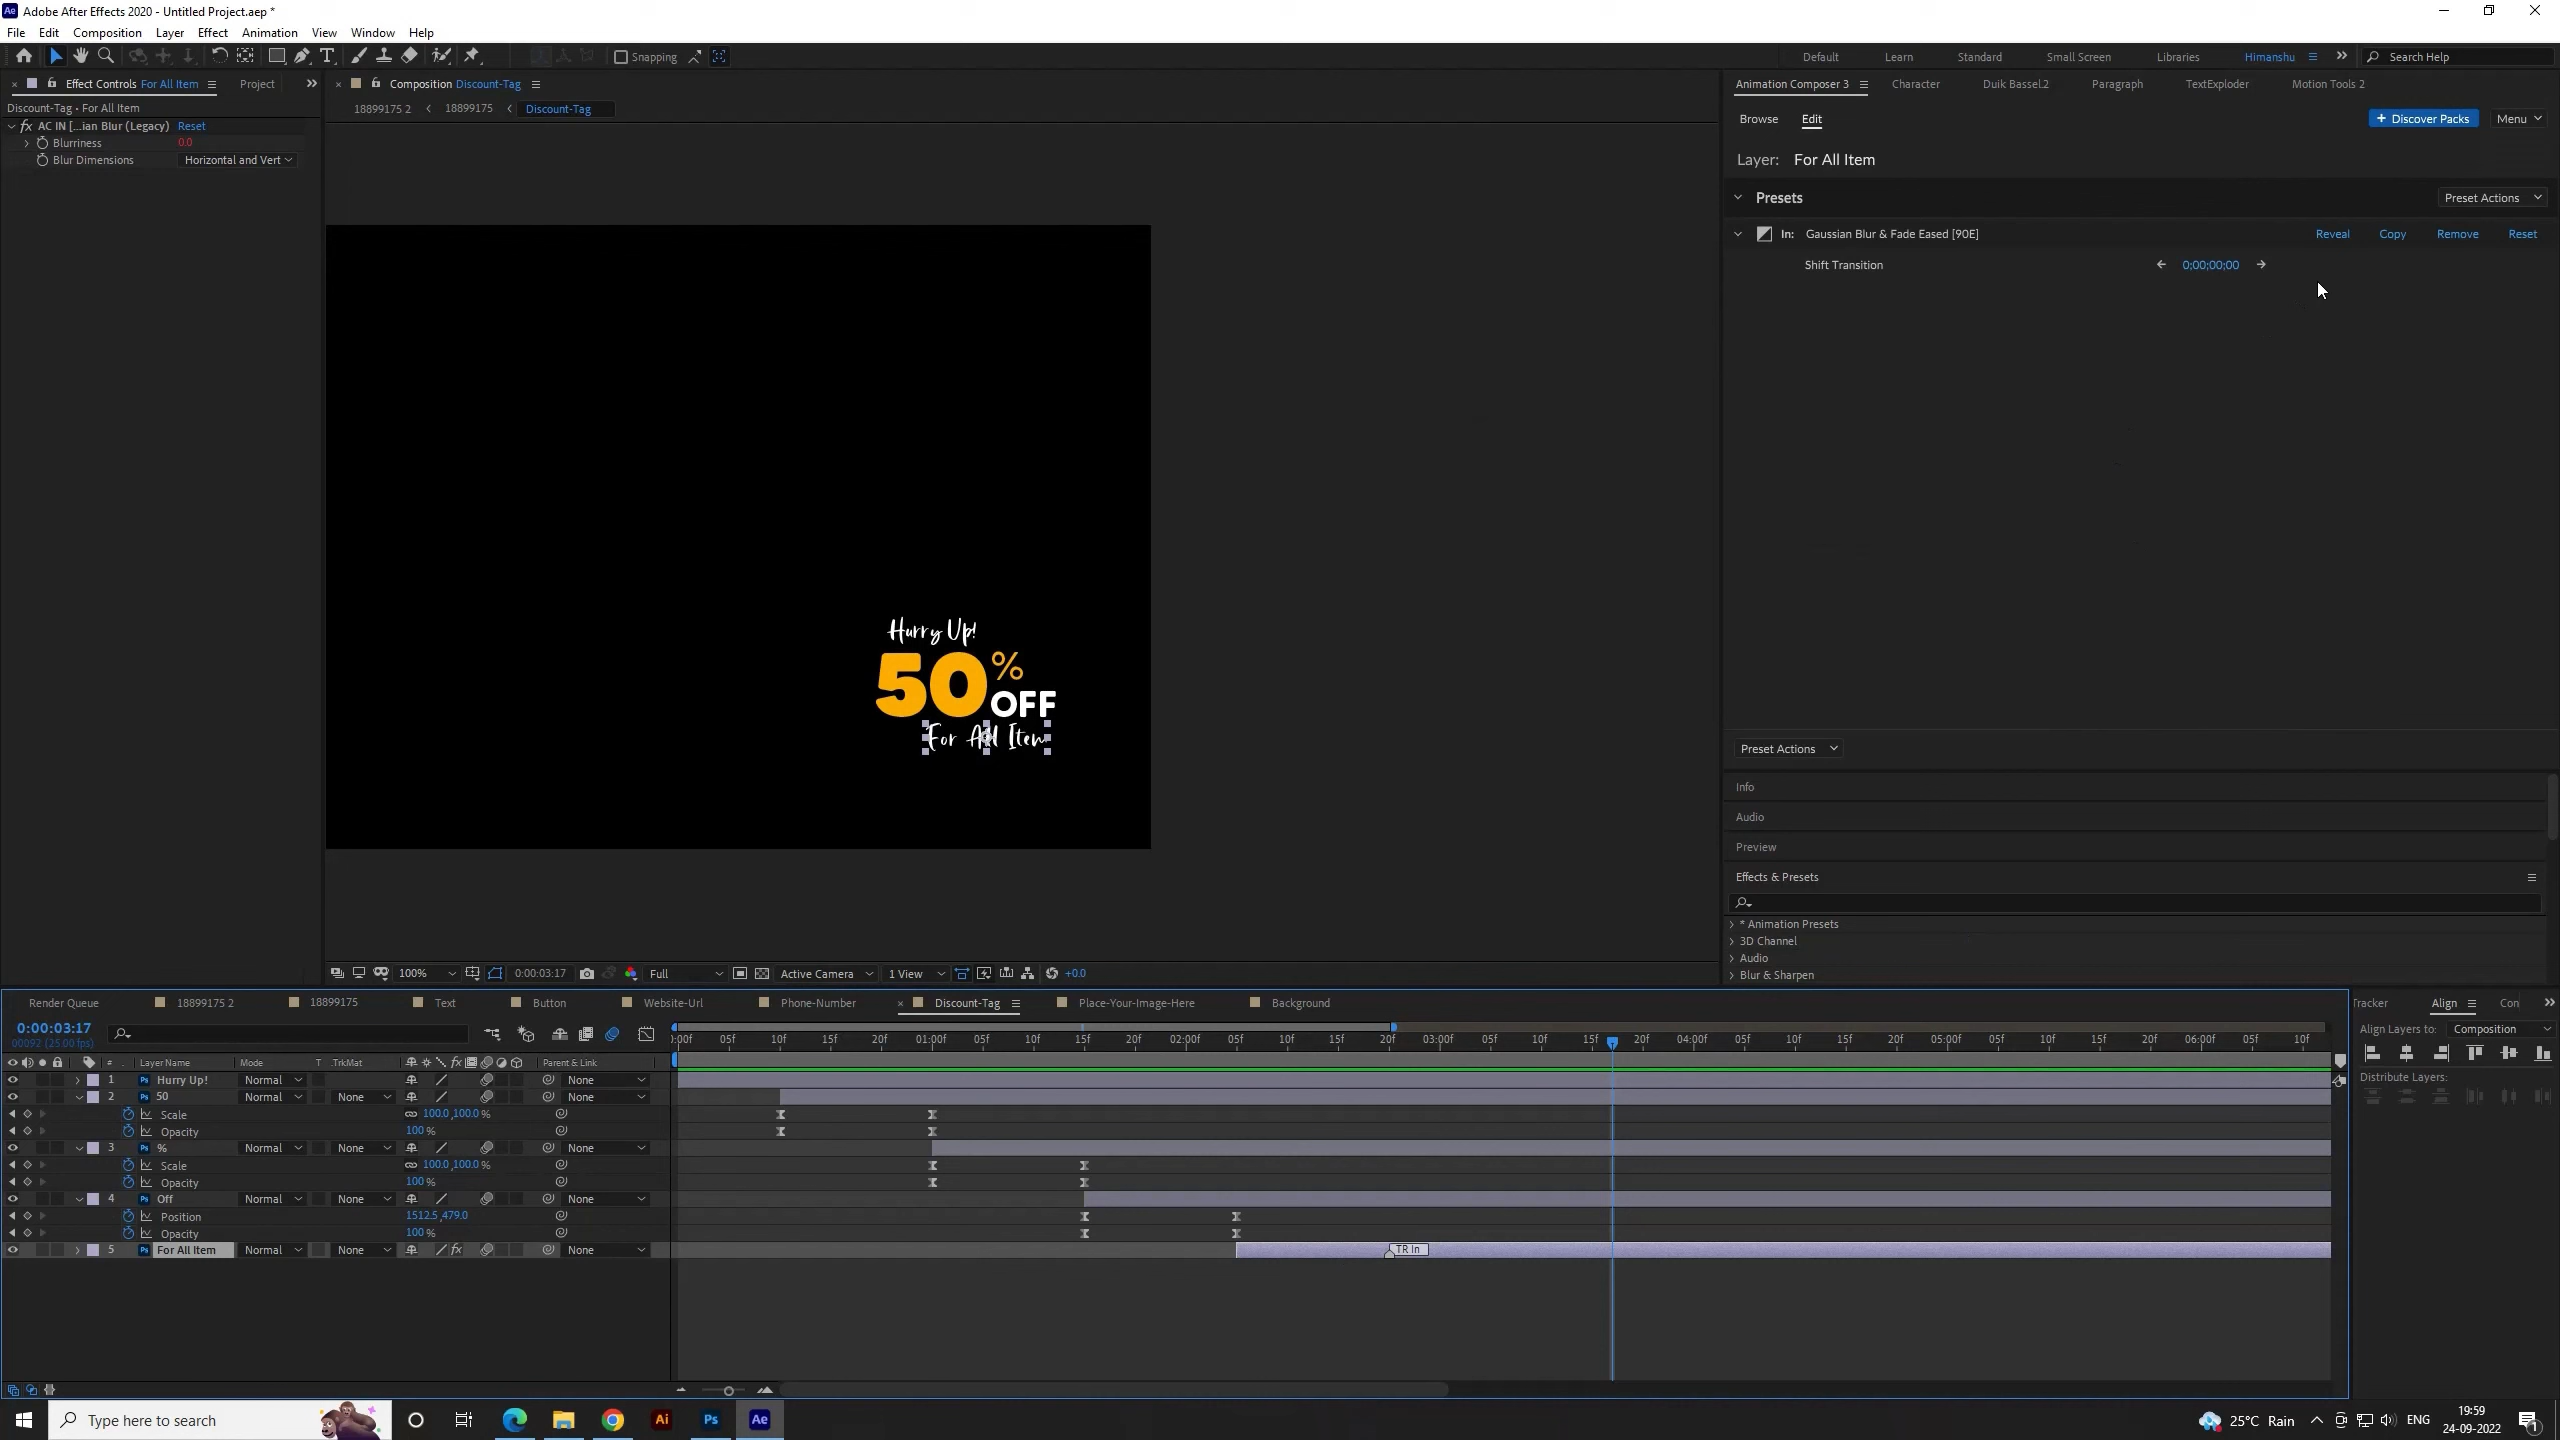 Adobe After Effects 2020 - Untitled Project.aep *
File Edit Composition Layer Effect Animation View Window Help
Snapping Default Learn Standard Small Screen Libraries Himanshu Search Help
Effect Controls For All Item Project
Composition Discount-Tag
Animation Composer 3 Character Duik Bassel.2 Paragraph TextExploder Motion Tools 2
Discount-Tag • For All Item
18899175 2 18899175 Discount-Tag
Browse Edit Discover Packs Menu
fx AC IN [...ian Blur (Legacy) Reset
Blurriness 0.0
Blur Dimensions Horizontal and Vert
Layer: For All Item
Presets Preset Actions
In: Gaussian Blur & Fade Eased [90E] Reveal Copy Remove Reset
Shift Transition 0;00;00;00
Hurry Up!
50%
OFF
For All Item
Preset Actions
Info
Audio
Preview
Effects & Presets
* Animation Presets
3D Channel
Audio
Blur & Sharpen
100% 0:00:03:17 Full Active Camera 1 View +0.0
Render Queue 18899175 2 18899175 Text Button Website-Url Phone-Number Discount-Tag Place-Your-Image-Here Background
Tracker Align Con
0:00:03:17
00092 (25.00 fps)
:00f 05f 10f 15f 20f 01:00f 05f 10f 15f 20f 02:00f 05f 10f 15f 20f 03:00f 05f 10f 15f 20f 04:00f 05f 10f 15f 20f 05:00f 05f 10f 15f 20f 06:00f 05f 10f
Align Layers to: Composition
# Layer Name Mode T .TrkMat fx Parent & Link
Distribute Layers:
1 Ps Hurry Up! Normal None
2 Ps 50 Normal None None
Scale 100.0,100.0 %
Opacity 100 %
3 Ps % Normal None None
Scale 100.0,100.0 %
Opacity 100 %
4 Ps Off Normal None None
Position 1512.5,479.0
Opacity 100 %
5 Ps For All Item Normal None fx None
TR In
Type here to search Ai Ps Ae 25°C Rain ENG 19:59
24-09-2022